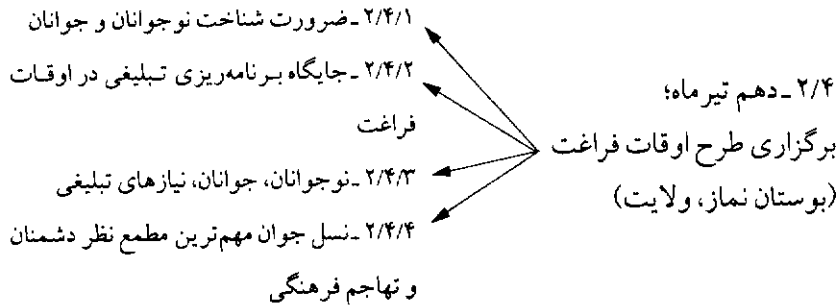 ۲/۴ ـ دهم تیرماه؛
برگزاری طرح اوقات فراغت
(بوستان نماز، ولایت)
۲/۴/۱ ـ ضرورت شناخت نوجوانان و جوانان
۲/۴/۲ ـ جایگاه برنامه‌ریزی تبلیغی در اوقات
فراغت
۲/۴/۳ ـ نوجوانان، جوانان، نیازهای تبلیغی
۲/۴/۴ ـ نسل جوان مهم‌ترین مطمع نظر دشمنان
و تهاجم فرهنگی